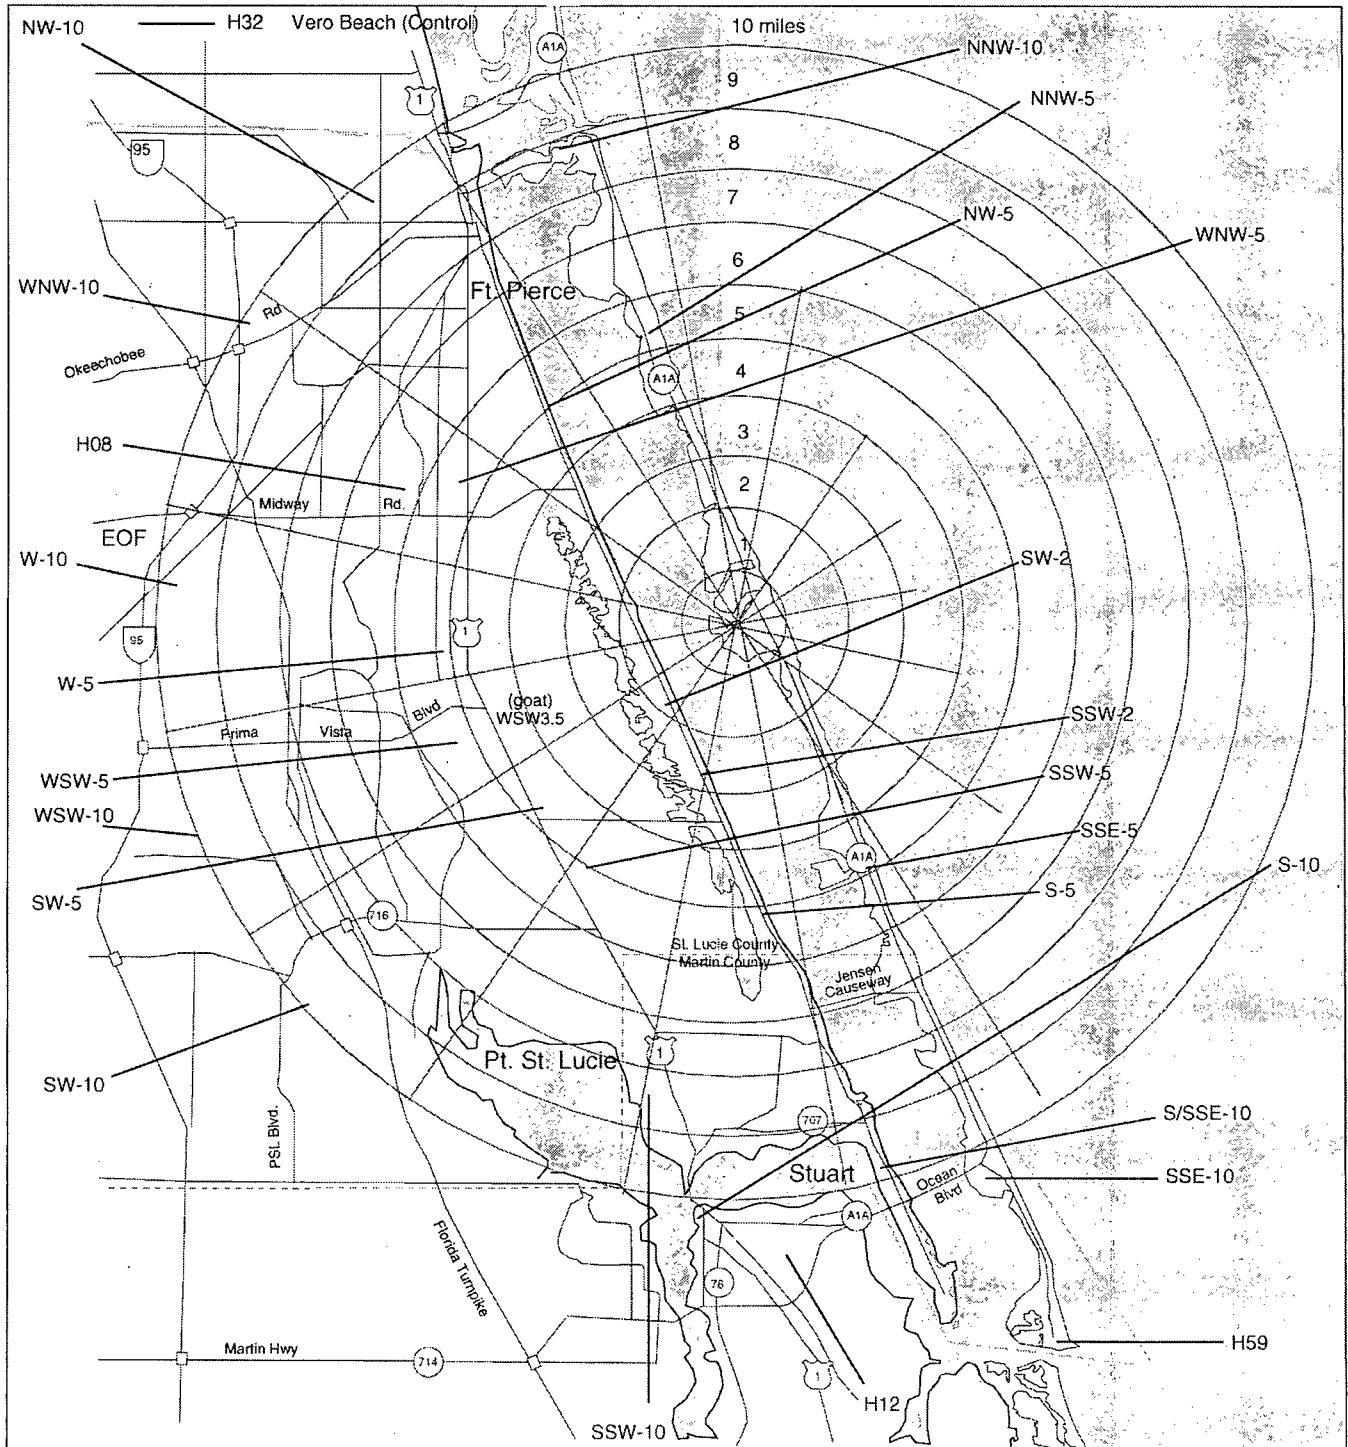 NW-10
H32 Vero Beach (Control)
10 miles
A1A
NNW-10
9
1
NNW-5
8
95
7
NW-5
6
WNW-5
WNW-10
Ft. Pierce
Rd
5
Okeechobee
4
A1A
3
H08
2
Midway Rd.
EOF
1
W-10
SW-2
95
1
W-5
(goat)
WSW3.5
Blvd
Prima Vista
SSW-2
WSW-5
SSW-5
WSW-10
SSE-5
A1A
S-10
SW-5
S-5
716
St. Lucie County
Martin County
Jensen
Causeway
Pt. St. Lucie
1
SW-10
707
S/SSE-10
PSL Blvd.
Stuart
Ocean
Blvd
SSE-10
A1A
Florida Turnpike
76
Martin Hwy
714
H59
1
H12
SSW-10